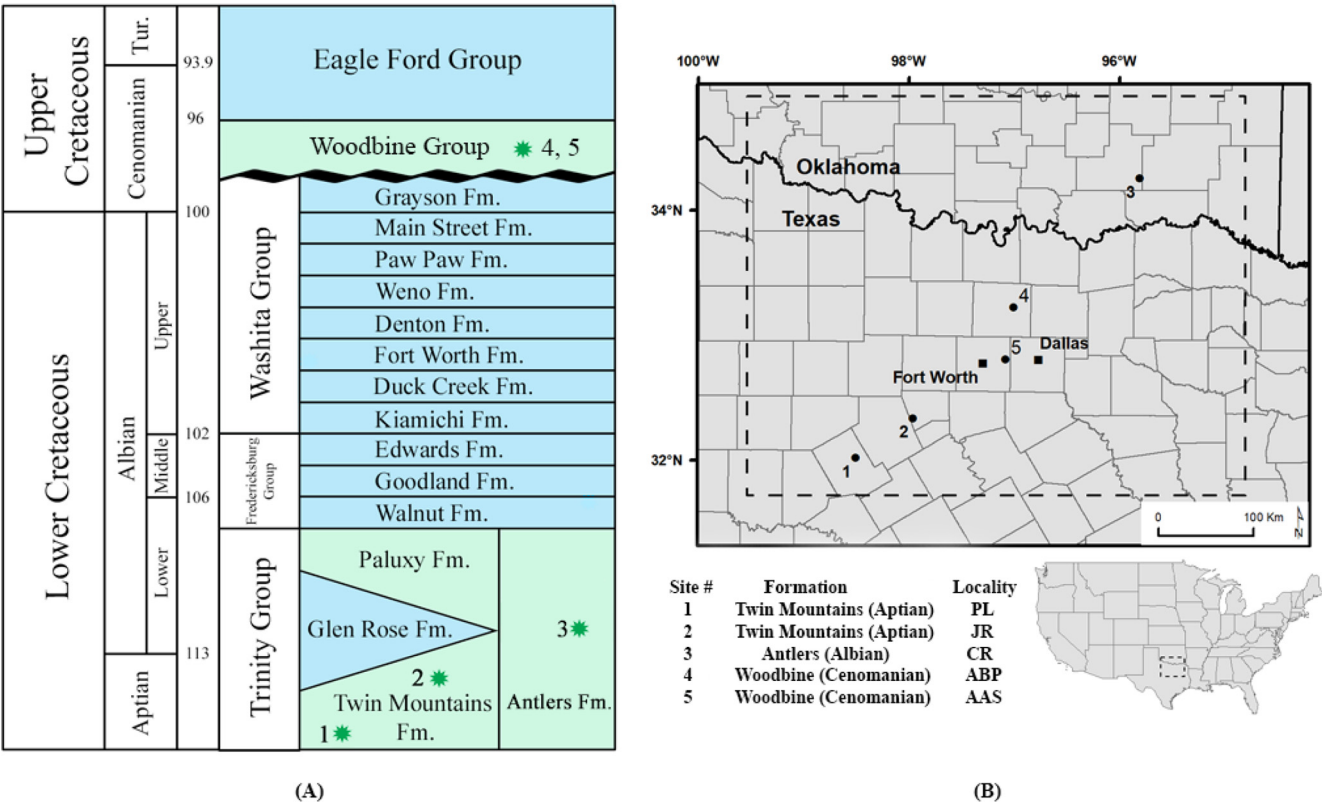 Upper
Cretaceous
Lower Cretaceous
Tur.
Cenomanian
Albian
Aptian
Upper
Middle
Lower
93.9
96
100
102
106
113
Eagle Ford Group
Woodbine Group 4, 5
Washita Group
Grayson Fm.
Main Street Fm.
Paw Paw Fm.
Weno Fm.
Denton Fm.
Fort Worth Fm.
Duck Creek Fm.
Kiamichi Fm.
Fredericksburg
Group
Edwards Fm.
Goodland Fm.
Walnut Fm.
Trinity Group
Paluxy Fm.
Glen Rose Fm.
3
2
Twin Mountains
Fm.
1
Antlers Fm.
(A)
100°W 98°W 96°W
34°N
32°N
Oklahoma
Texas
3
4
5
Dallas
Fort Worth
2
1
0 100 Km
N
Site # Formation Locality
1 Twin Mountains (Aptian) PL
2 Twin Mountains (Aptian) JR
3 Antlers (Albian) CR
4 Woodbine (Cenomanian) ABP
5 Woodbine (Cenomanian) AAS
(B)